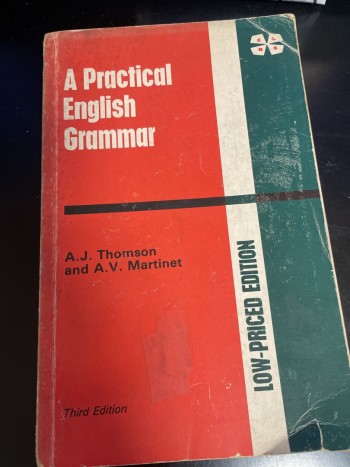 E L
B S
A Practical
English
Grammar
A.J. Thomson
and A.V. Martinet
LOW-PRICED EDITION
Third Edition